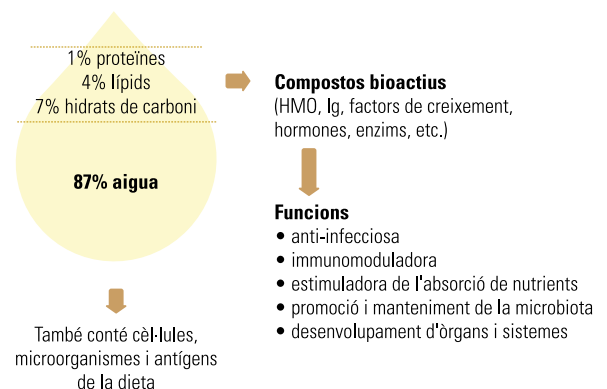 1% proteïnes
4% lípids
7% hidrats de carboni
87% aigua
També conté cèl·lules,
microorganismes i antígens
de la dieta
Compostos bioactius
(HMO, Ig, factors de creixement,
hormones, enzims, etc.)
Funcions
• anti-infecciosa
• immunomoduladora
• estimuladora de l'absorció de nutrients
• promoció i manteniment de la microbiota
• desenvolupament d'òrgans i sistemes